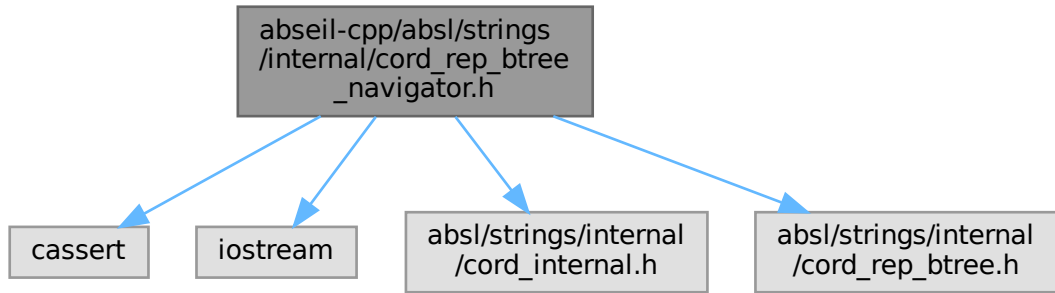 abseil-cpp/absl/strings
/internal/cord_rep_btree
_navigator.h
cassert
iostream
absl/strings/internal
/cord_internal.h
absl/strings/internal
/cord_rep_btree.h